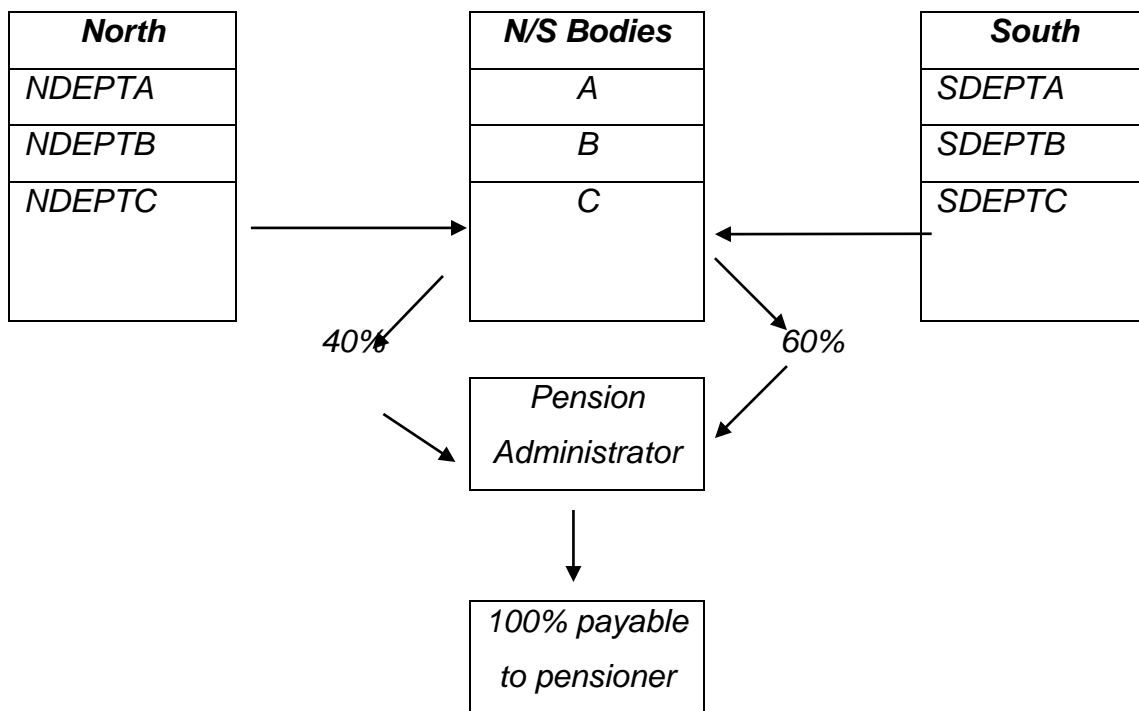 North
N/S Bodies
South
NDEPTA
A
SDEPTA
NDEPTB
B
SDEPTB
NDEPTC
C
SDEPTC
40%
60%
Pension
Administrator
100% payable
to pensioner